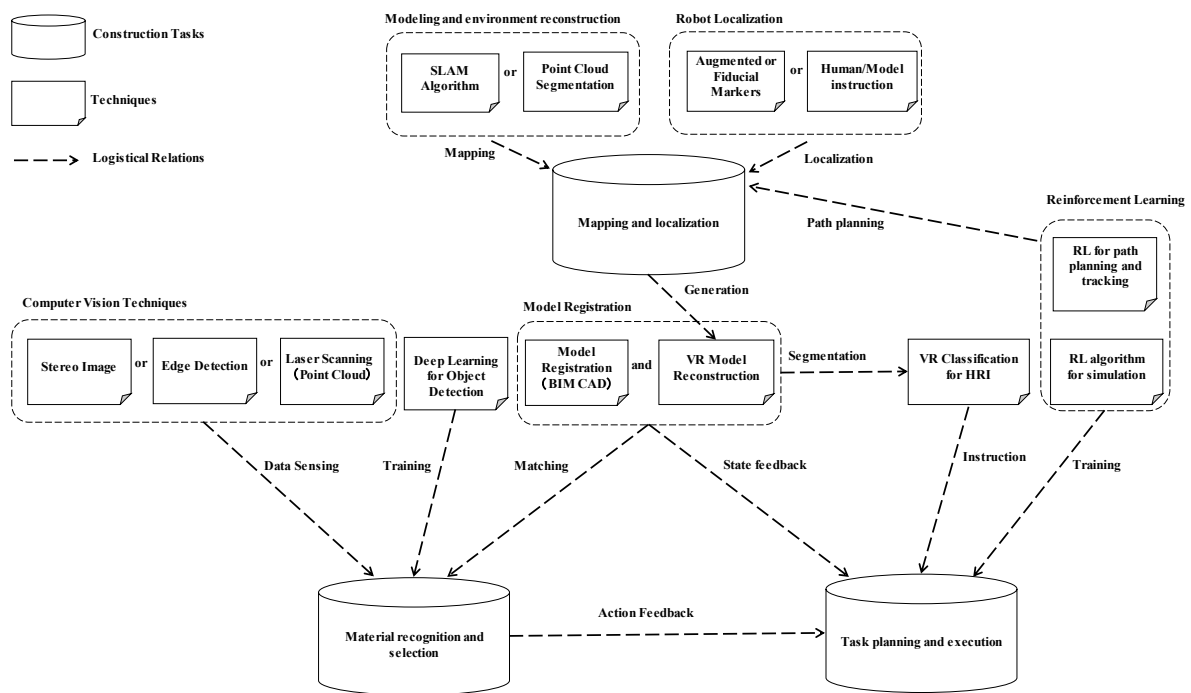 Construction Tasks
Techniques
Logistical Relations
Modeling and environment reconstruction
SLAM
Algorithm
or
Point Cloud
Segmentation
Robot Localization
Augmented or
Fiducial
Markers
or
Human/Model
instruction
Mapping
Localization
Mapping and localization
Path planning
Reinforcement Learning
RL for path
planning and
tracking
RL algorithm
for simulation
Generation
Computer Vision Techniques
Stereo Image
or
Edge Detection
or
Laser Scanning
(Point Cloud)
Deep Learning
for Object
Detection
Model Registration
Model
Registration
(BIM CAD)
and
VR Model
Reconstruction
Segmentation
VR Classification
for HRI
Data Sensing
Training
Matching
State feedback
Instruction
Training
Material recognition and
selection
Action Feedback
Task planning and execution